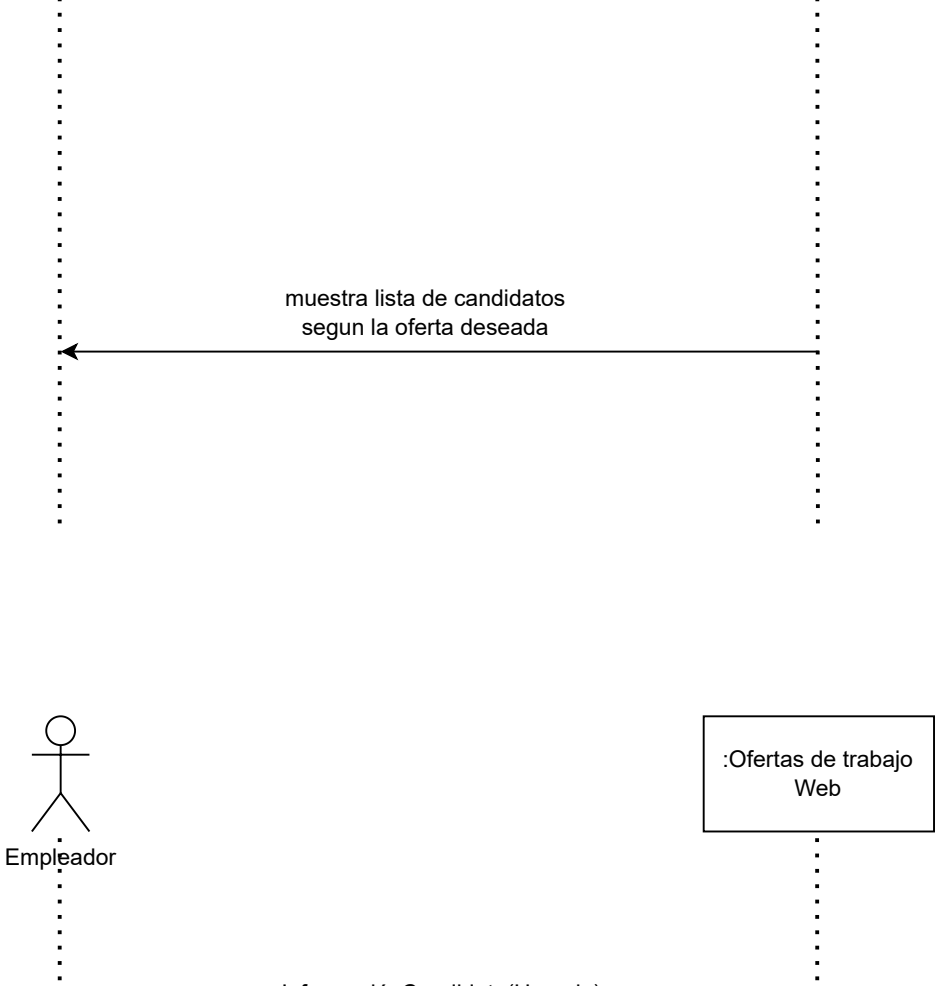 muestra lista de candidatos
segun la oferta deseada
:Ofertas de trabajo
Web
Empleador